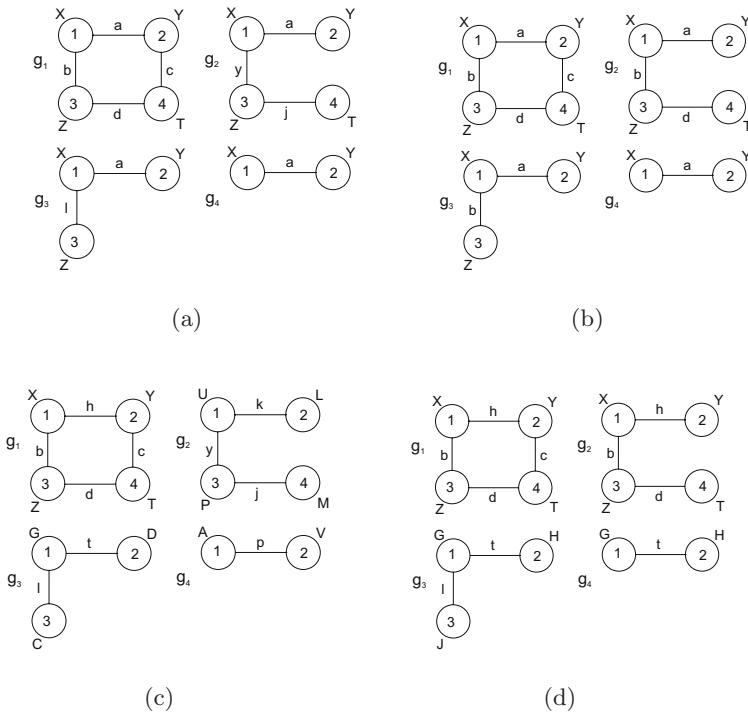 X a Y X a Y
1 2 1 2
g1 b c g2 y
3 4 3 4
Z d T Z j T
X a Y X a Y
1 2 1 2
g3 l g4
3
Z
(a)
X a Y X a Y
1 2 1 2
g1 b c g2 b
3 4 3 4
Z d T Z d T
X a Y X a Y
1 2 1 2
g3 b g4
3
Z
(b)
X h Y U k L
1 2 1 2
g1 b c g2 y
3 4 3 4
Z d T P j M
G t D A p V
1 2 1 2
g3 l g4
3
C
(c)
X h Y X h Y
1 2 1 2
g1 b c g2 b
3 4 3 4
Z d T Z d T
G t H G t H
1 2 1 2
g3 l g4
3
J
(d)